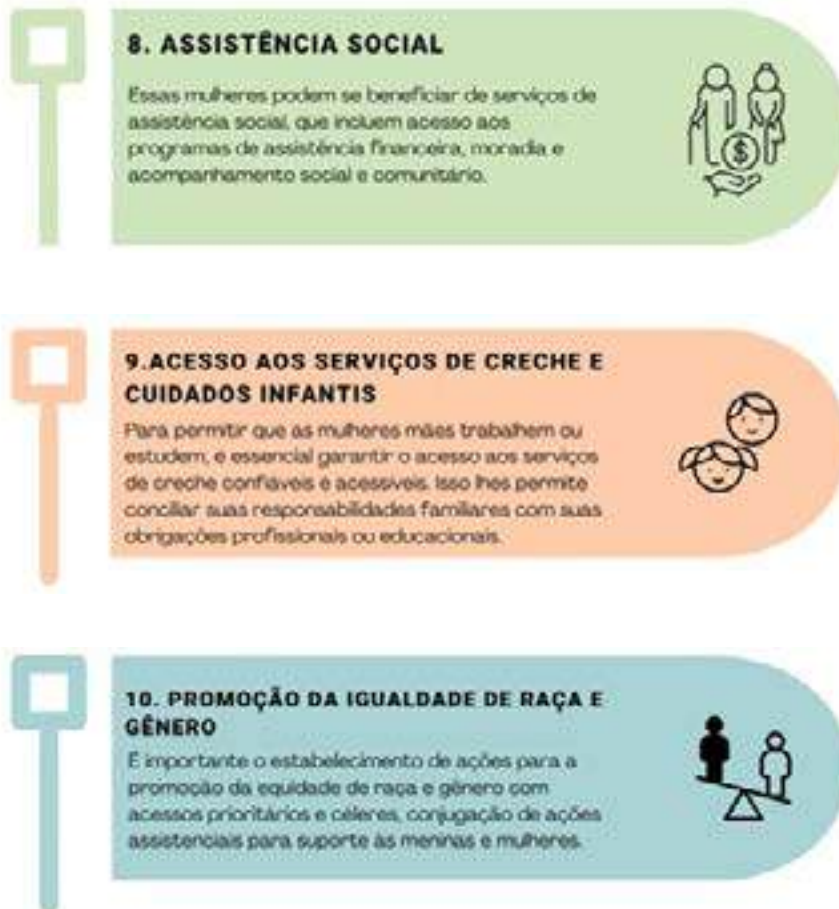 8. ASSISTÊNCIA SOCIAL
Essas mulheres podem se beneficiar de serviços de
assistência social, que incluem acesso aos
programas de assistência financeira, moradia e
acompanhamento social e comunitário.
9.ACESSO AOS SERVIÇOS DE CRECHE E
CUIDADOS INFANTIS
Para permitir que as mulheres mães trabalhem ou
estudem, é essencial garantir o acesso aos serviços
de creche confiáveis e acessíveis. Isso lhes permite
conciliar suas responsabilidades familiares com suas
obrigações profissionais ou educacionais.
10. PROMOÇÃO DA IGUALDADE DE RAÇA E
GÊNERO
É importante o estabelecimento de ações para a
promoção da equidade de raça e gênero com
acessos prioritários e céleres, conjugação de ações
assistenciais para suporte às meninas e mulheres.
$